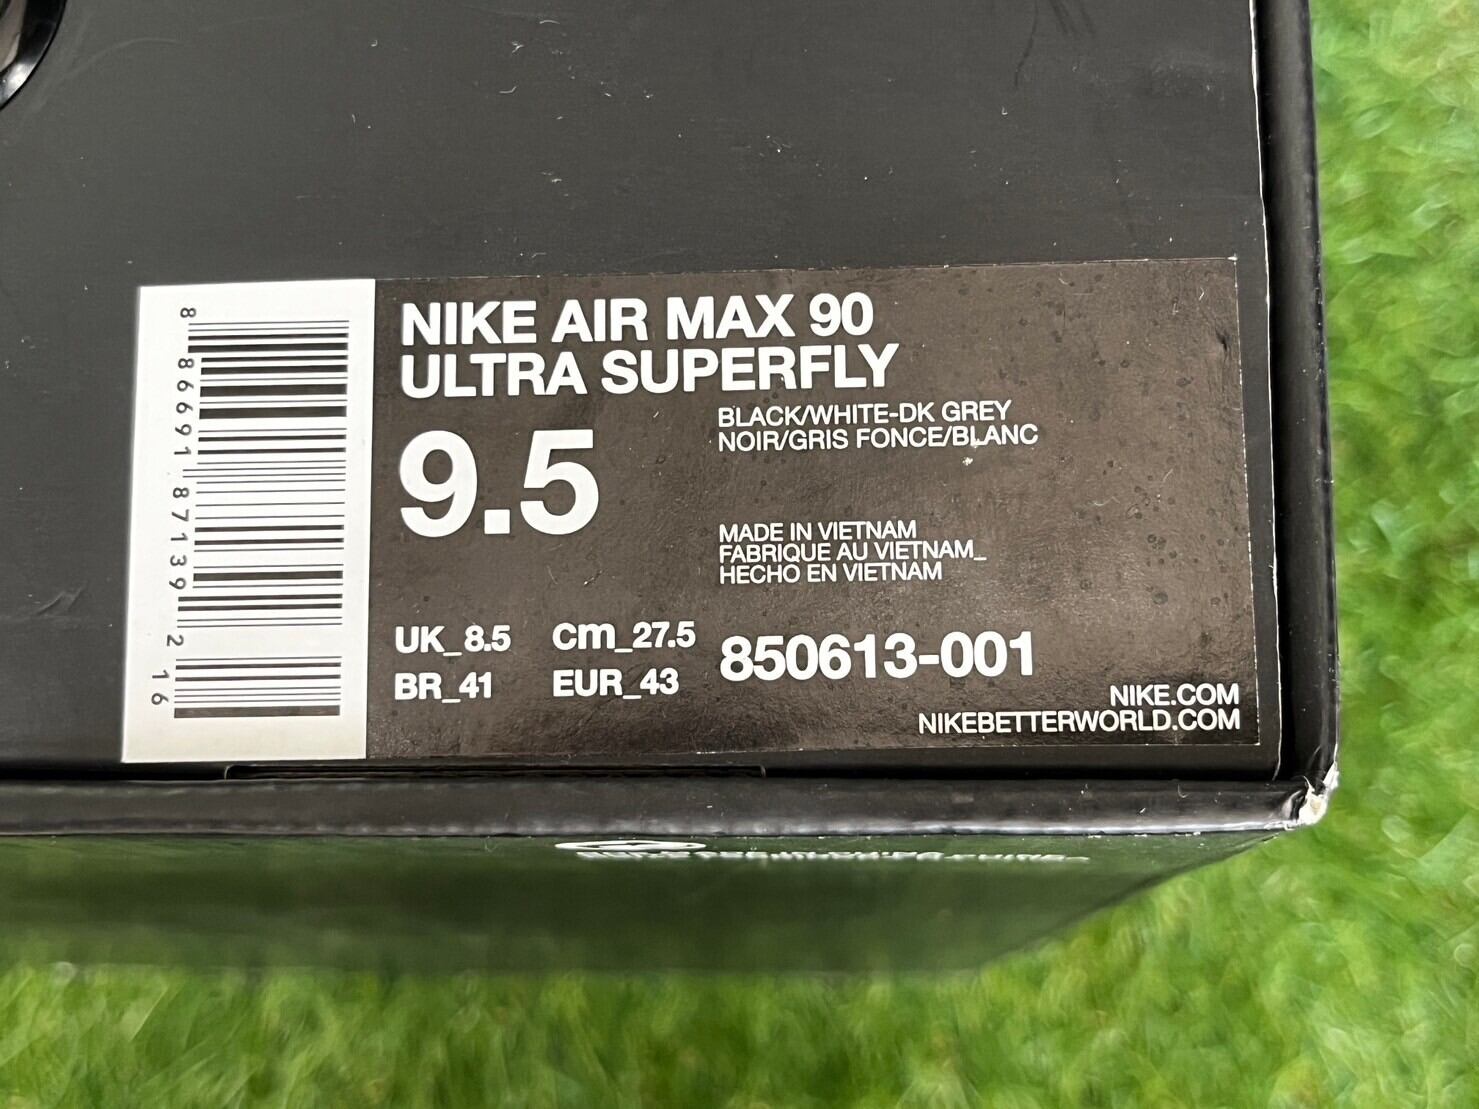 8 86691 87139 2 16
NIKE AIR MAX 90
ULTRA SUPERFLY
9.5
BLACK/WHITE-DK GREY
NOIR/GRIS FONCE/BLANC
MADE IN VIETNAM
FABRIQUE AU VIETNAM_
HECHO EN VIETNAM
UK_8.5 cm_27.5
BR_41 EUR_43
850613-001
NIKE.COM
NIKEBETTERWORLD.COM